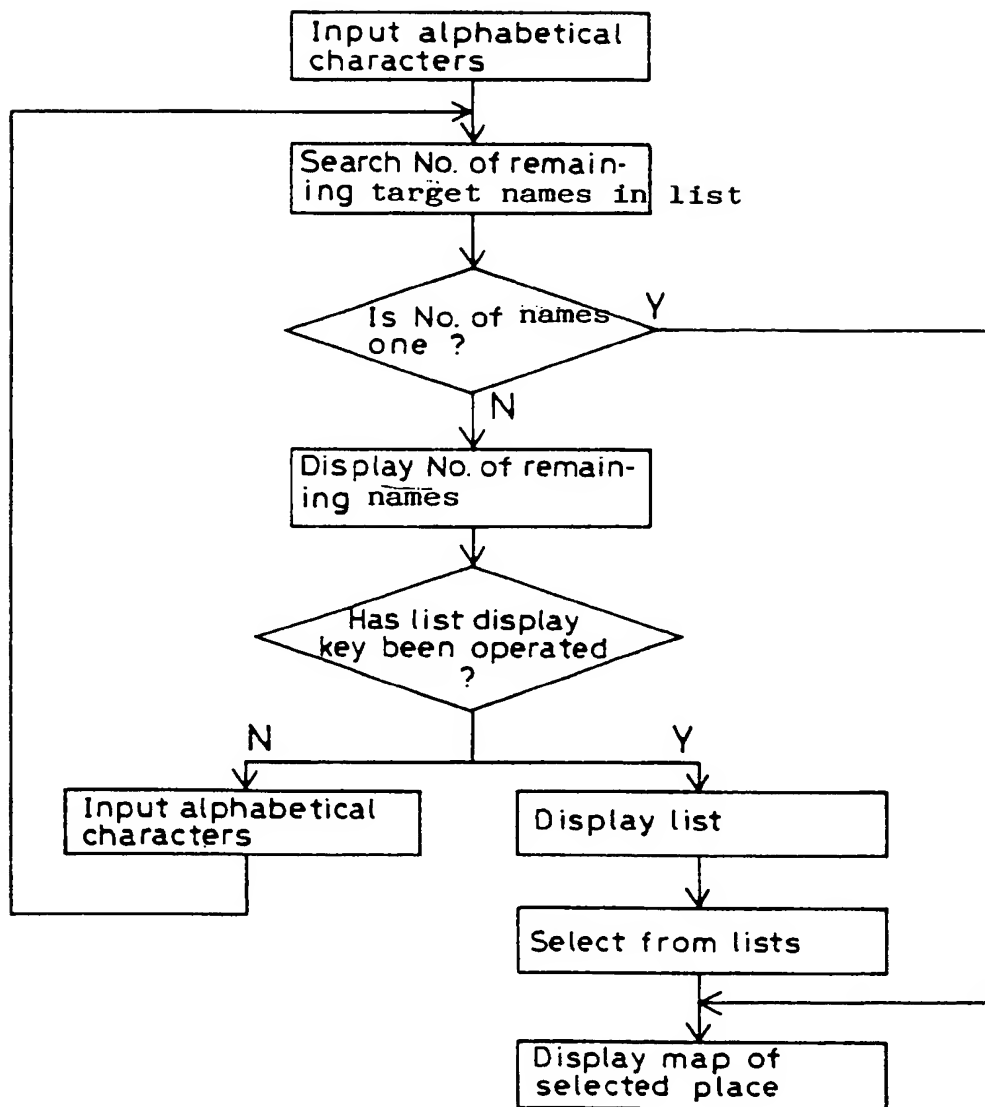 Input alphabetical
characters
Search No. of remain-
ing target names in list
Is No. of names
one ?
Y
N
Display No. of remain-
ing names
Has list display
key been operated
?
N
Y
Input alphabetical
characters
Display list
Select from lists
Display map of
selected place